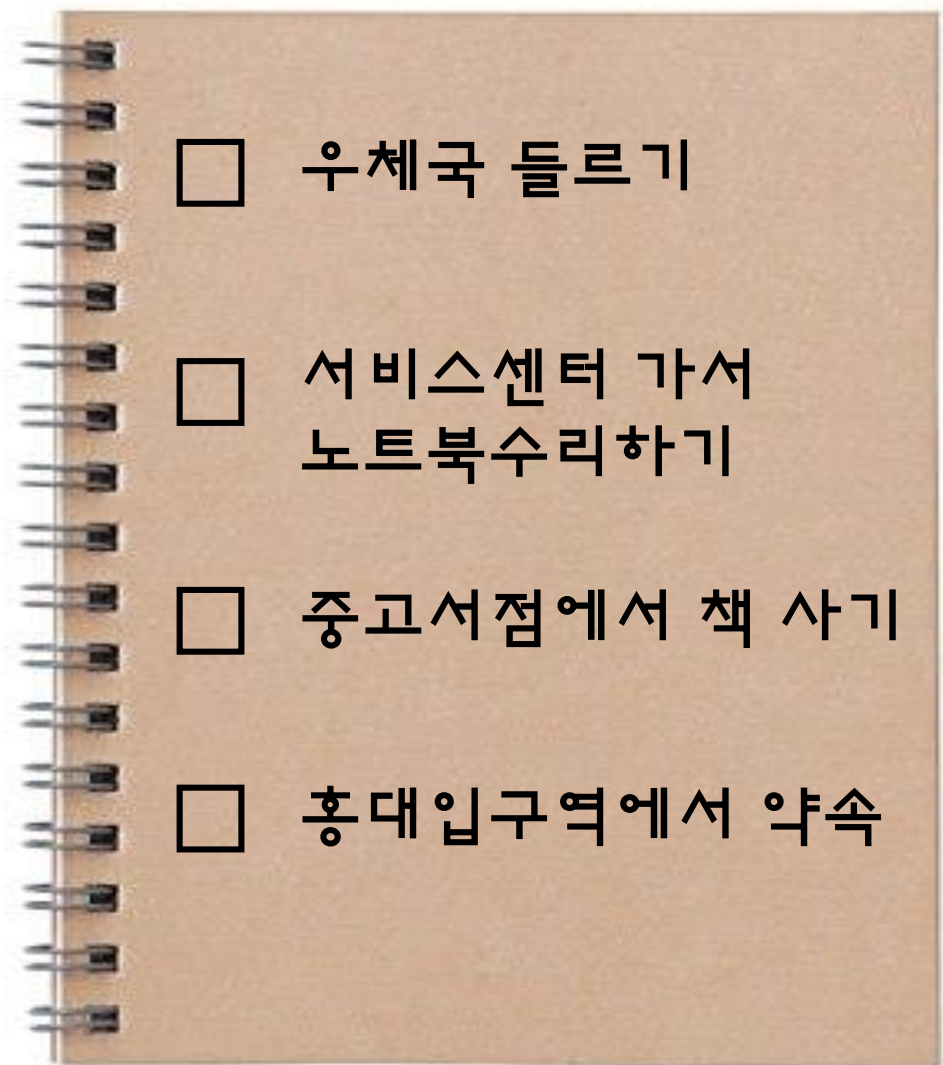 우체국 들르기
서비스센터 가서
노트북수리하기
중고서점에서 책 사기
홍대입구역에서 약속